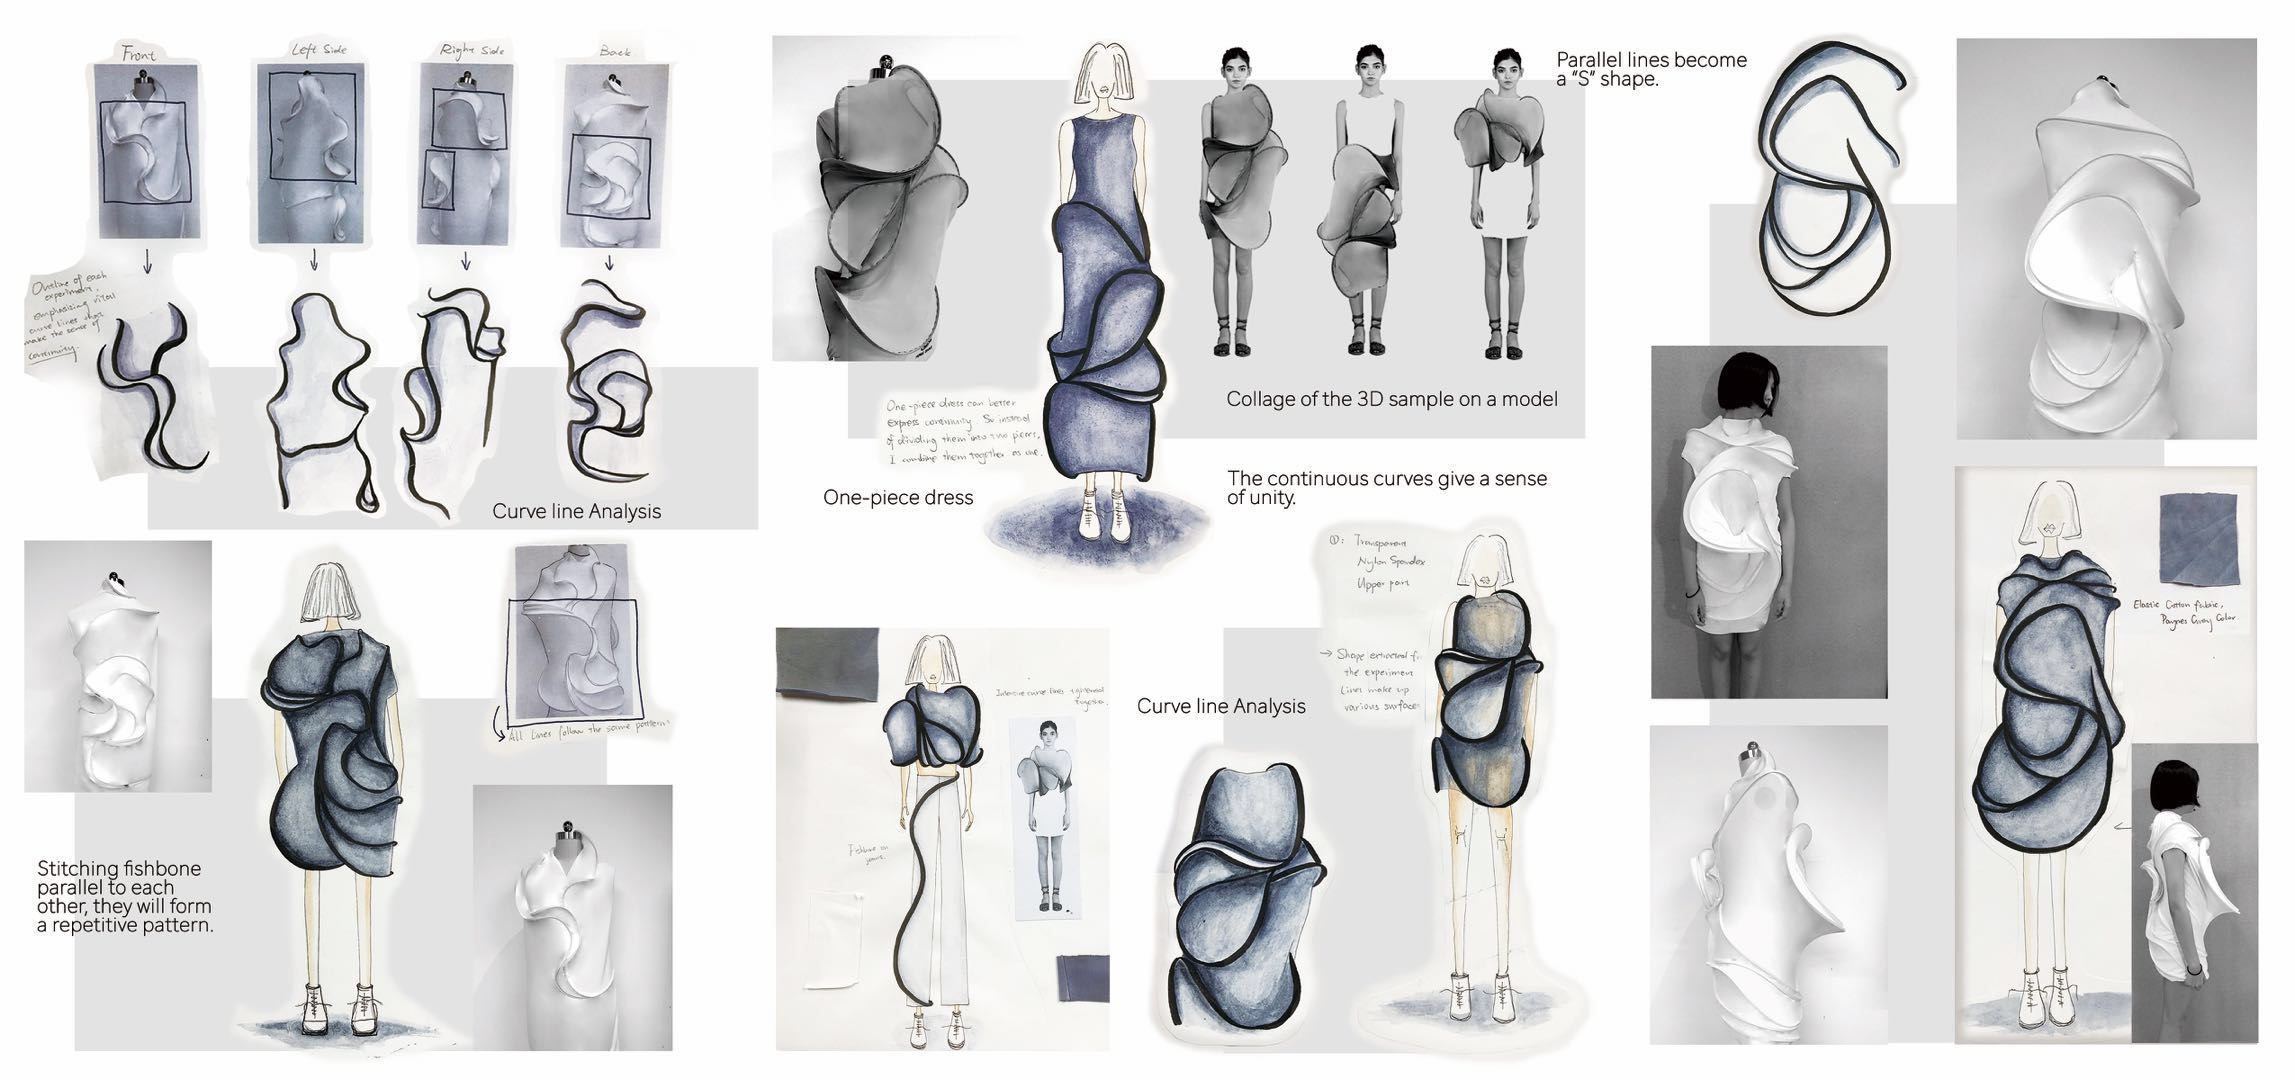 Front
Left Side
Right Side
Back
Outline of each
experiment,
emphasizing vital
curve lines that
make the sense of
continuity.
Curve line Analysis
All lines follow the same pattern
Stitching fishbone
parallel to each
other, they will form
a repetitive pattern.
One-piece dress can better
express continuity. So instead
of dividing them into two pieces,
I combine them together as one.
One-piece dress
Collage of the 3D sample on a model
The continuous curves give a sense
of unity.
Parallel lines become
a "S" shape.
curve lines tightened
together.
Fishbone on
Curve line Analysis
①: Transparent
Nylon Spandex
Upper part
→ Shape extracted
the experiment
Lines make up
various surfaces
Elastic Cotton fabric,
Paynes Grey Color